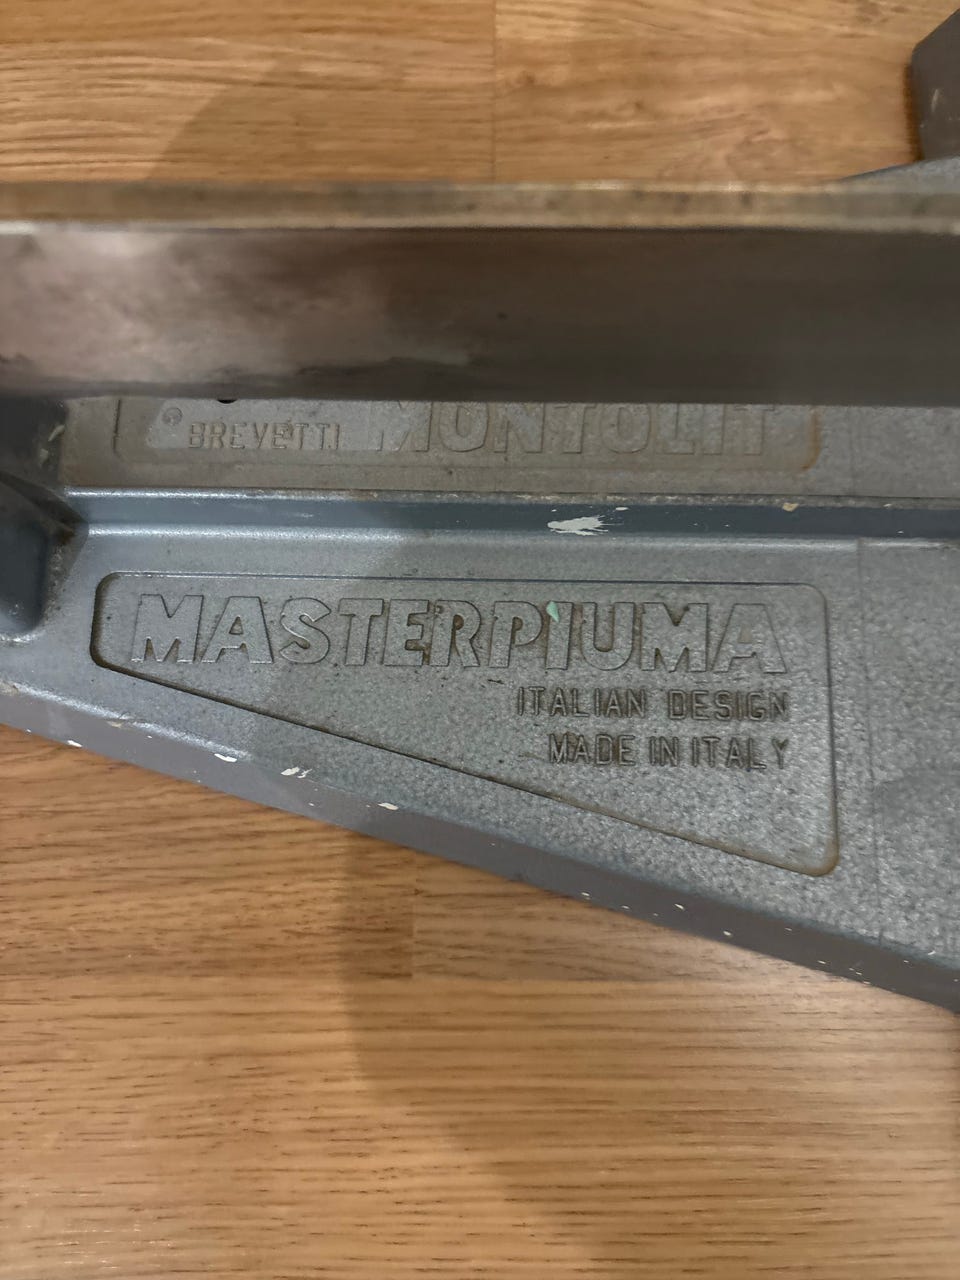 ® BREVETTI MONTOLIT
MASTERPIUMA
ITALIAN DESIGN
MADE IN ITALY